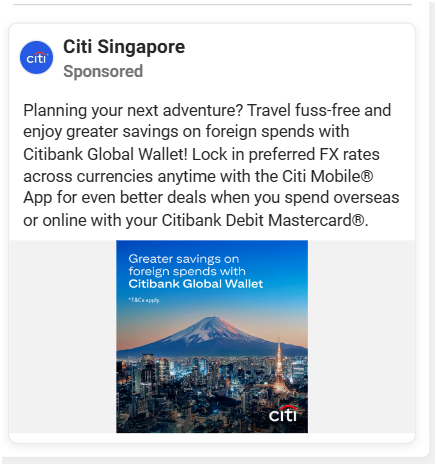 citi
Citi Singapore
Sponsored
Planning your next adventure? Travel fuss-free and
enjoy greater savings on foreign spends with
Citibank Global Wallet! Lock in preferred FX rates
across currencies anytime with the Citi Mobile®
App for even better deals when you spend overseas
or online with your Citibank Debit Mastercard®.
Greater savings on
foreign spends with
Citibank Global Wallet
*T&Cs apply.
citi